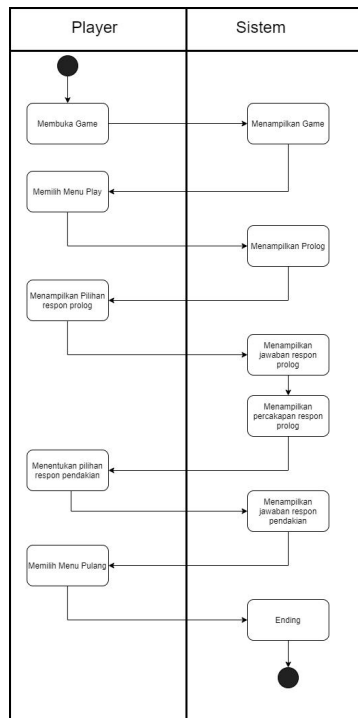 Player
Sistem
Membuka Game
Menampilkan Game
Memilih Menu Play
Menampilkan Prolog
Menampilkan Pilihan
respon prolog
Menampilkan
jawaban respon
prolog
Menampilkan
percakapan respon
prolog
Menentukan pilihan
respon pendakian
Menampilkan
jawaban respon
pendakian
Memilih Menu Pulang
Ending